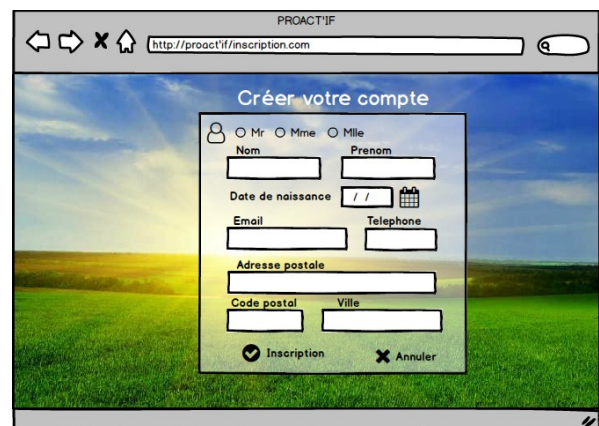 PROACT'IF
http://proact'if/inscription.com
Créer votre compte
Mr Mme Mlle
Nom Prenom
Date de naissance / /
Email Telephone
Adresse postale
Code postal Ville
Inscription Annuler